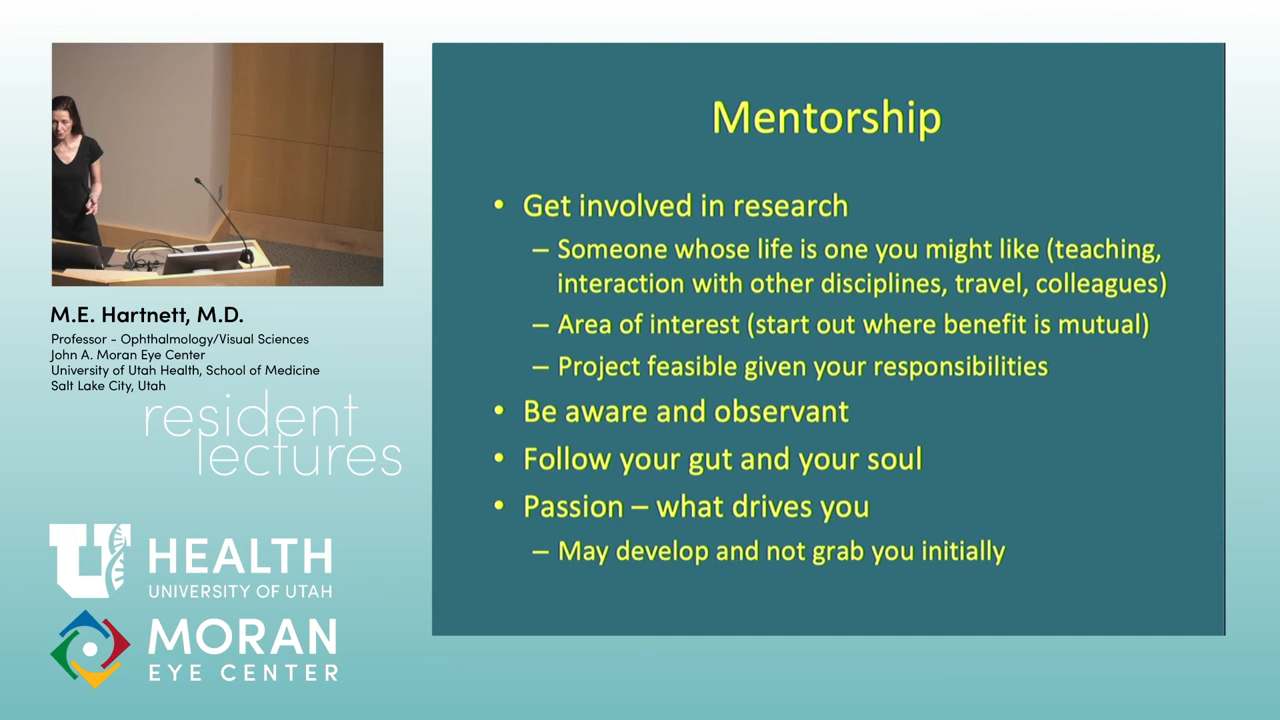 M.E. Hartnett, M.D.
Professor - Ophthalmology/Visual Sciences
John A. Moran Eye Center
University of Utah Health, School of Medicine
Salt Lake City, Utah
resident
lectures
U HEALTH
UNIVERSITY OF UTAH
MORAN
EYE CENTER
Mentorship
• Get involved in research
– Someone whose life is one you might like (teaching,
interaction with other disciplines, travel, colleagues)
– Area of interest (start out where benefit is mutual)
– Project feasible given your responsibilities
• Be aware and observant
• Follow your gut and your soul
• Passion – what drives you
– May develop and not grab you initially